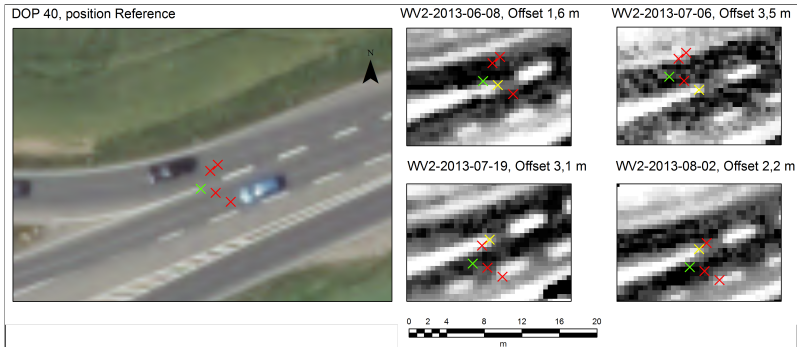 DOP 40, position Reference
WV2-2013-06-08, Offset 1,6 m
WV2-2013-07-06, Offset 3,5 m
N
WV2-2013-07-19, Offset 3,1 m
WV2-2013-08-02, Offset 2,2 m
0 2 4 8 12 16 20
m